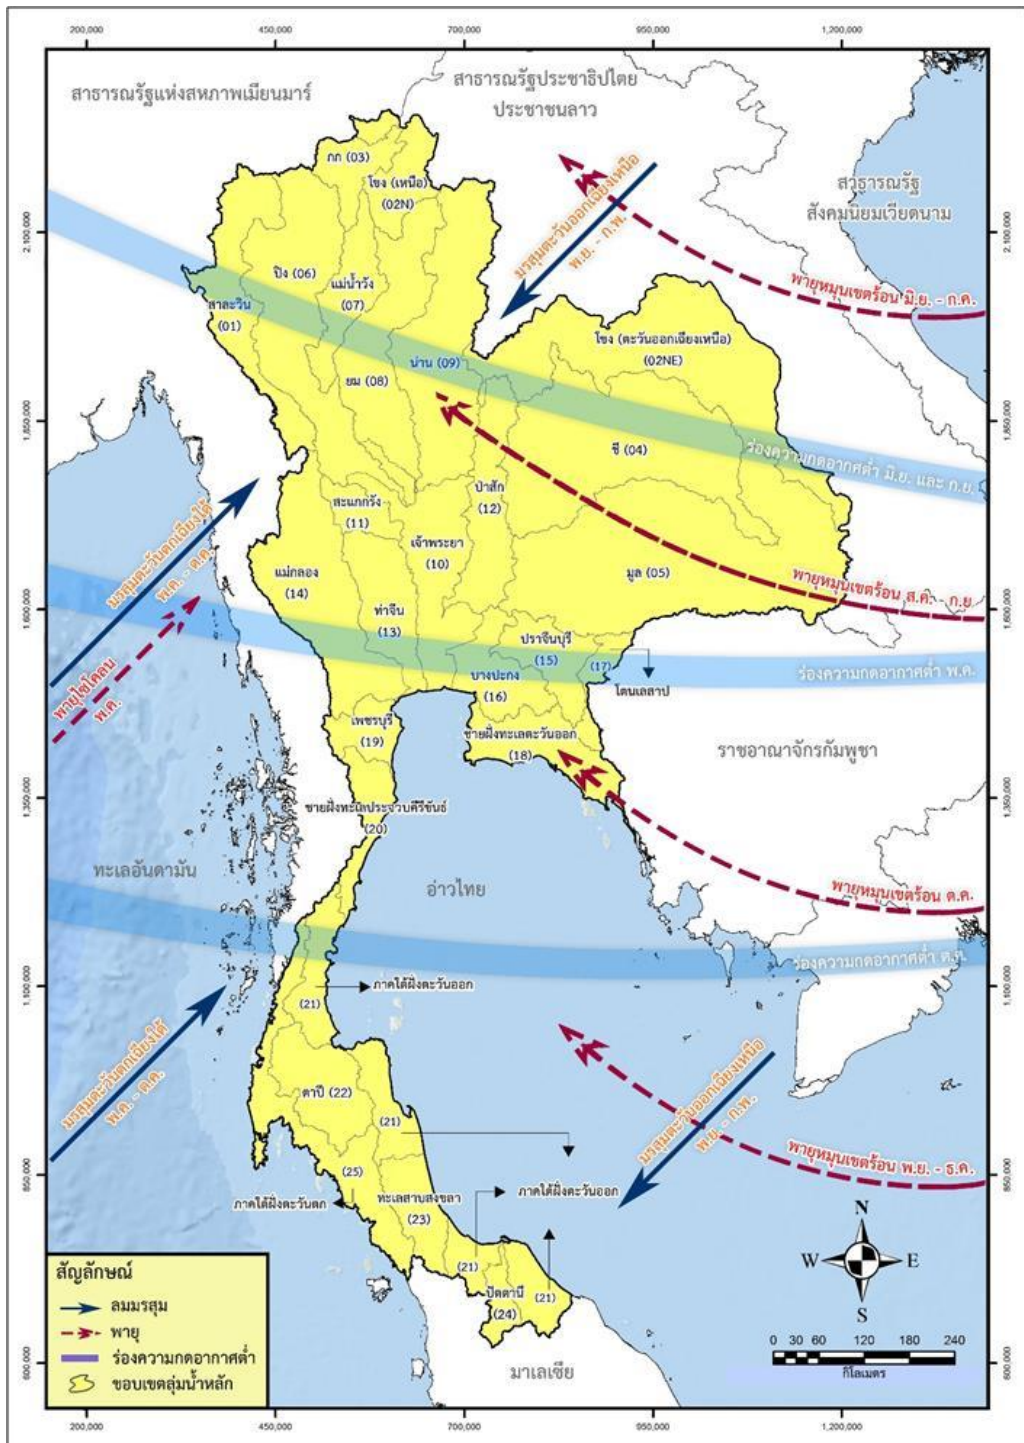 200,000 450,000 700,000 950,000 1,200,000
สาธารณรัฐแห่งสหภาพเมียนมาร์
สาธารณรัฐประชาธิปไตย
ประชาชนลาว
สาธารณรัฐ
สังคมนิยมเวียดนาม
2,100,000
2,100,000
กก (03)
โขง (เหนือ)
(02N)
มรสุมตะวันออกเฉียงเหนือ
พ.ย. - ก.พ.
พายุหมุนเขตร้อน มิ.ย. - ก.ค.
ปิง (06)
แม่น้ำวัง
(07)
สาละวิน
(01)
โขง (ตะวันออกเฉียงเหนือ)
(02NE)
น่าน (09)
ยม (08)
1,850,000
1,850,000
ชี (04)
ร่องความกดอากาศต่ำ มิ.ย. และ ก.ย.
ป่าสัก
(12)
สะแกกรัง
(11)
มรสุมตะวันตกเฉียงใต้
พ.ค. - ต.ค.
เจ้าพระยา
(10)
แม่กลอง
(14)
มูล (05)
พายุหมุนเขตร้อน ส.ค. - ก.ย.
1,600,000
1,600,000
ท่าจีน
(13)
ปราจีนบุรี
(15)
(17)
บางปะกง
(16)
โตนเลสาป
ร่องความกดอากาศต่ำ พ.ค.
พายุไซโคลน
พ.ค.
เพชรบุรี
(19)
ชายฝั่งทะเลตะวันออก
(18)
ราชอาณาจักรกัมพูชา
1,350,000
1,350,000
ชายฝั่งทะเลประจวบคีรีขันธ์
(20)
ทะเลอันดามัน
อ่าวไทย
พายุหมุนเขตร้อน ต.ค.
ร่องความกดอากาศต่ำ ต.ค.
1,100,000
1,100,000
(21)
ภาคใต้ฝั่งตะวันออก
มรสุมตะวันตกเฉียงใต้
พ.ค. - ต.ค.
มรสุมตะวันออกเฉียงเหนือ
พ.ย. - ก.พ.
ตาปี (22)
(21)
พายุหมุนเขตร้อน พ.ย. - ธ.ค.
850,000
850,000
(25)
ภาคใต้ฝั่งตะวันตก
ทะเลสาบสงขลา
(23)
ภาคใต้ฝั่งตะวันออก
(21)
ปัตตานี
(24)
(21)
N
W E
S
สัญลักษณ์
ลมมรสุม
พายุ
ร่องความกดอากาศต่ำ
ขอบเขตลุ่มน้ำหลัก
0 30 60 120 180 240
กิโลเมตร
600,000
600,000
มาเลเซีย
200,000 450,000 700,000 950,000 1,200,000